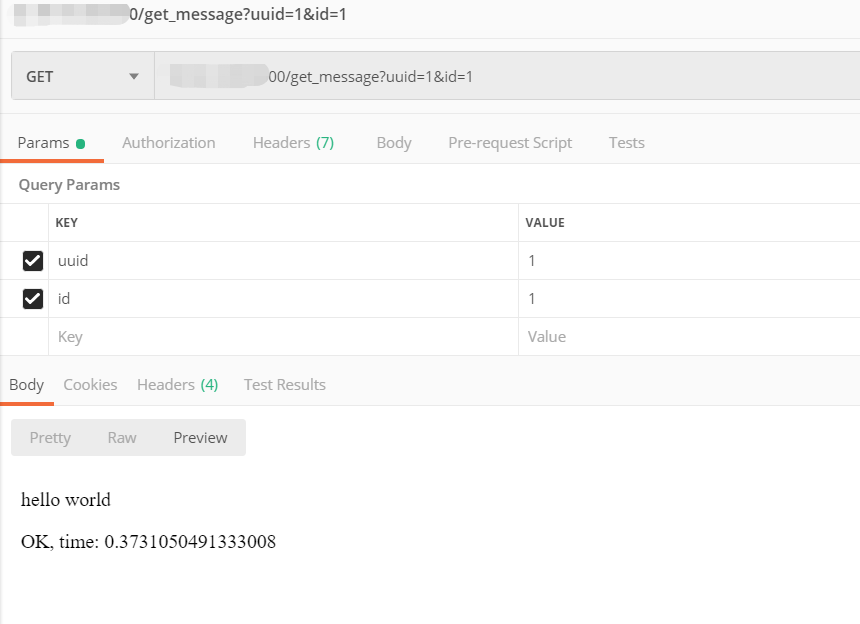 0/get_message?uuid=1&id=1
GET 00/get_message?uuid=1&id=1
Params Authorization Headers (7) Body Pre-request Script Tests
Query Params
KEY VALUE
uuid 1
id 1
Key Value
Body Cookies Headers (4) Test Results
Pretty Raw Preview
hello world
OK, time: 0.3731050491333008